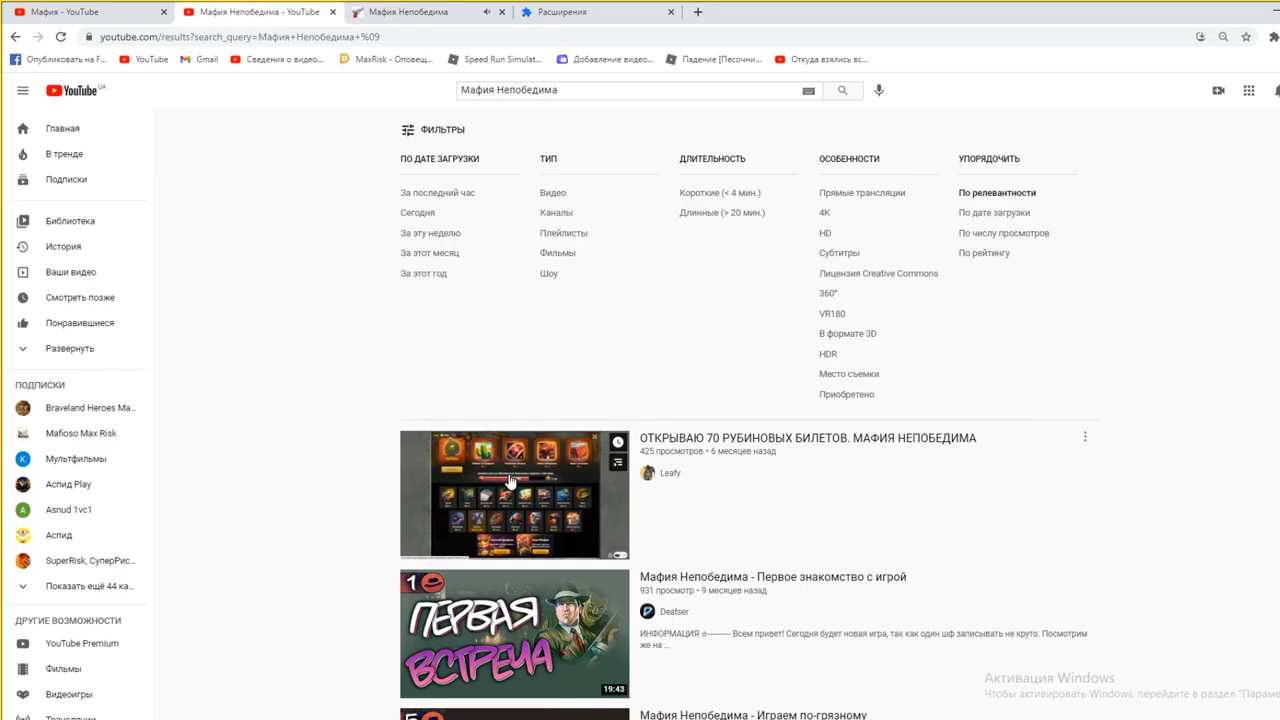 Мафия - YouTube
Мафия Непобедима - YouTube
Мафия Непобедима
Расширения
youtube.com/results?search_query=Мафия+Непобедима+%09
Опубликовать на F...
YouTube
Gmail
Сведения о видео...
MaxRisk - Оповещ...
Speed Run Simulat...
Добавление видео...
Падение [Песочни...
Откуда взялись вс...
YouTube UA
Мафия Непобедима
Главная
В тренде
Подписки
Библиотека
История
Ваши видео
Смотреть позже
Понравившиеся
Развернуть
ПОДПИСКИ
Braveland Heroes Ma...
Mafioso Max Risk
Мультфильмы
Аспид Play
Asnud 1vc1
Аспид
SuperRisk, СуперРис...
Показать ещё 44 ка...
ДРУГИЕ ВОЗМОЖНОСТИ
YouTube Premium
Фильмы
Видеоигры
Трансляции
ФИЛЬТРЫ
ПО ДАТЕ ЗАГРУЗКИ
За последний час
Сегодня
За эту неделю
За этот месяц
За этот год
ТИП
Видео
Каналы
Плейлисты
Фильмы
Шоу
ДЛИТЕЛЬНОСТЬ
Короткие (< 4 мин.)
Длинные (> 20 мин.)
ОСОБЕННОСТИ
Прямые трансляции
4K
HD
Субтитры
Лицензия Creative Commons
360°
VR180
В формате 3D
HDR
Место съемки
Приобретено
УПОРЯДОЧИТЬ
По релевантности
По дате загрузки
По числу просмотров
По рейтингу
ОТКРЫВАЮ 70 РУБИНОВЫХ БИЛЕТОВ. МАФИЯ НЕПОБЕДИМА
425 просмотров • 6 месяцев назад
Leafy
1
ПЕРВАЯ
ВСТРЕЧА
19:43
Мафия Непобедима - Первое знакомство с игрой
931 просмотр • 9 месяцев назад
Deatser
ИНФОРМАЦИЯ ☆——— Всем привет! Сегодня будет новая игра, так как один шф записывать не круто. Посмотрим
же на ...
Мафия Непобедима - Играем по-грязному
Активация Windows
Чтобы активировать Windows, перейдите в раздел "Параме